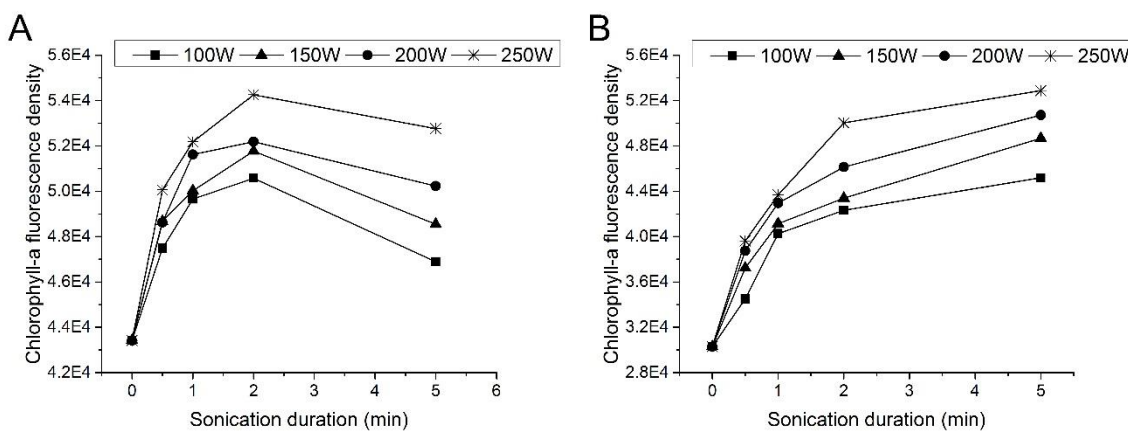 A
100W 150W 200W 250W
5.6E4
5.4E4
5.2E4
5.0E4
4.8E4
4.6E4
4.4E4
4.2E4
Chlorophyll-a fluorescence density
0 1 2 3 4 5 6
Sonication duration (min)
B
100W 150W 200W 250W
5.6E4
5.2E4
4.8E4
4.4E4
4.0E4
3.6E4
3.2E4
2.8E4
Chlorophyll-a fluorescence density
0 1 2 3 4 5
Sonication duration (min)